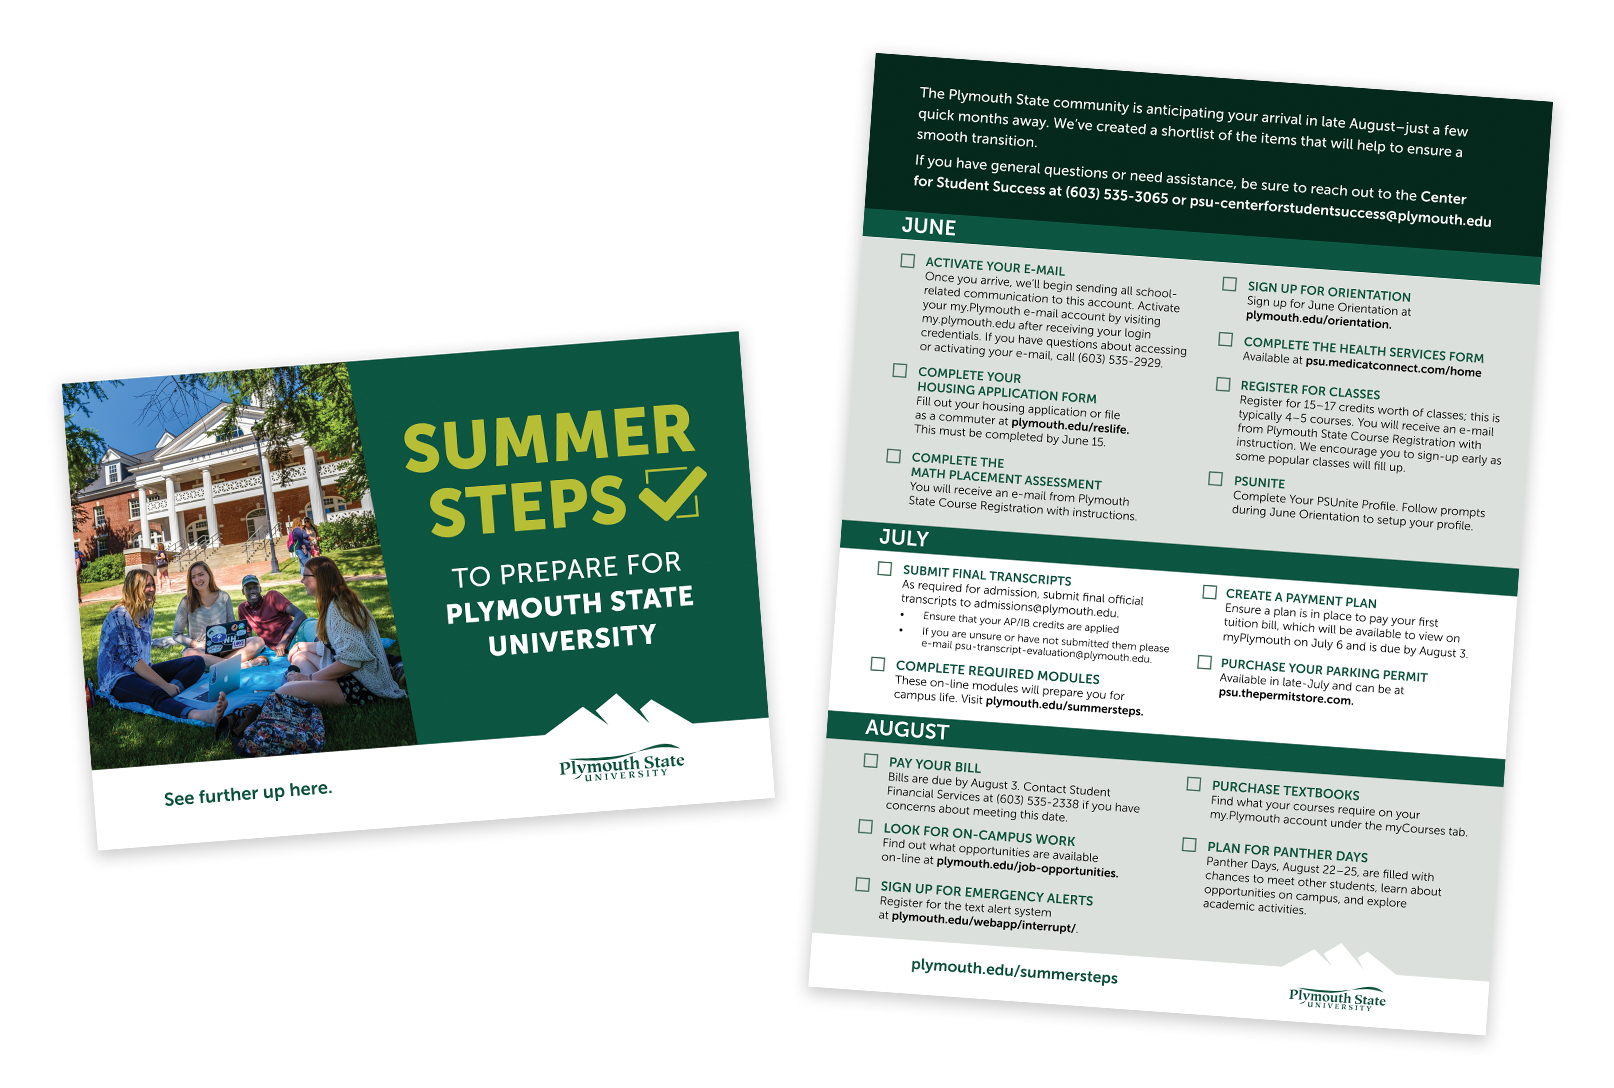 SUMMER
STEPS
TO PREPARE FOR
PLYMOUTH STATE
UNIVERSITY
See further up here.
Plymouth State
UNIVERSITY
The Plymouth State community is anticipating your arrival in late August–just a few
quick months away. We've created a shortlist of the items that will help to ensure a
smooth transition.
If you have general questions or need assistance, be sure to reach out to the Center
for Student Success at (603) 535-3065 or psu-centerforstudentsuccess@plymouth.edu
JUNE
ACTIVATE YOUR E-MAIL
Once you arrive, we'll begin sending all school-
related communication to this account. Activate
your my.Plymouth e-mail account by visiting
my.plymouth.edu after receiving your login
credentials. If you have questions about accessing
or activating your e-mail, call (603) 535-2929.
COMPLETE YOUR
HOUSING APPLICATION FORM
Fill out your housing application or file
as a commuter at plymouth.edu/reslife.
This must be completed by June 15.
COMPLETE THE
MATH PLACEMENT ASSESSMENT
You will receive an e-mail from Plymouth
State Course Registration with instructions.
SIGN UP FOR ORIENTATION
Sign up for June Orientation at
plymouth.edu/orientation.
COMPLETE THE HEALTH SERVICES FORM
Available at psu.medicatconnect.com/home
REGISTER FOR CLASSES
Register for 15–17 credits worth of classes; this is
typically 4–5 courses. You will receive an e-mail
from Plymouth State Course Registration with
instruction. We encourage you to sign-up early as
some popular classes will fill up.
PSUNITE
Complete Your PSUnite Profile. Follow prompts
during June Orientation to setup your profile.
JULY
SUBMIT FINAL TRANSCRIPTS
As required for admission, submit final official
transcripts to admissions@plymouth.edu.
• Ensure that your AP/IB credits are applied
• If you are unsure or have not submitted them please
e-mail psu-transcript-evaluation@plymouth.edu.
COMPLETE REQUIRED MODULES
These on-line modules will prepare you for
campus life. Visit plymouth.edu/summersteps.
CREATE A PAYMENT PLAN
Ensure a plan is in place to pay your first
tuition bill, which will be available to view on
myPlymouth on July 6 and is due by August 3.
PURCHASE YOUR PARKING PERMIT
Available in late-July and can be at
psu.thepermitstore.com.
AUGUST
PAY YOUR BILL
Bills are due by August 3. Contact Student
Financial Services at (603) 535-2338 if you have
concerns about meeting this date.
LOOK FOR ON-CAMPUS WORK
Find out what opportunities are available
on-line at plymouth.edu/job-opportunities.
SIGN UP FOR EMERGENCY ALERTS
Register for the text alert system
at plymouth.edu/webapp/interrupt/.
PURCHASE TEXTBOOKS
Find what your courses require on your
my.Plymouth account under the myCourses tab.
PLAN FOR PANTHER DAYS
Panther Days, August 22–25, are filled with
chances to meet other students, learn about
opportunities on campus, and explore
academic activities.
plymouth.edu/summersteps
Plymouth State
UNIVERSITY